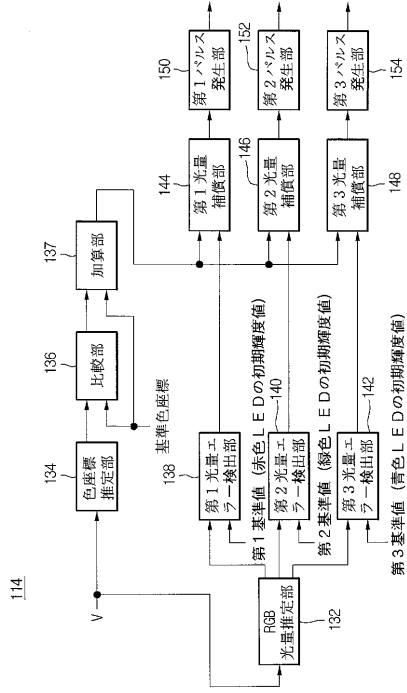 114
V
134
色座標
推定部
136
比較部
137
加算部
基準色座標
132
RGB
光量推定部
138
第1光量エ
ラー検出部
第1基準値(赤色LEDの初期輝度値)
140
第2光量エ
ラー検出部
第2基準値(緑色LEDの初期輝度値)
142
第3光量エ
ラー検出部
第3基準値(青色LEDの初期輝度値)
144
第1光量
補償部
146
第2光量
補償部
148
第3光量
補償部
150
第1パルス
発生部
152
第2パルス
発生部
154
第3パルス
発生部